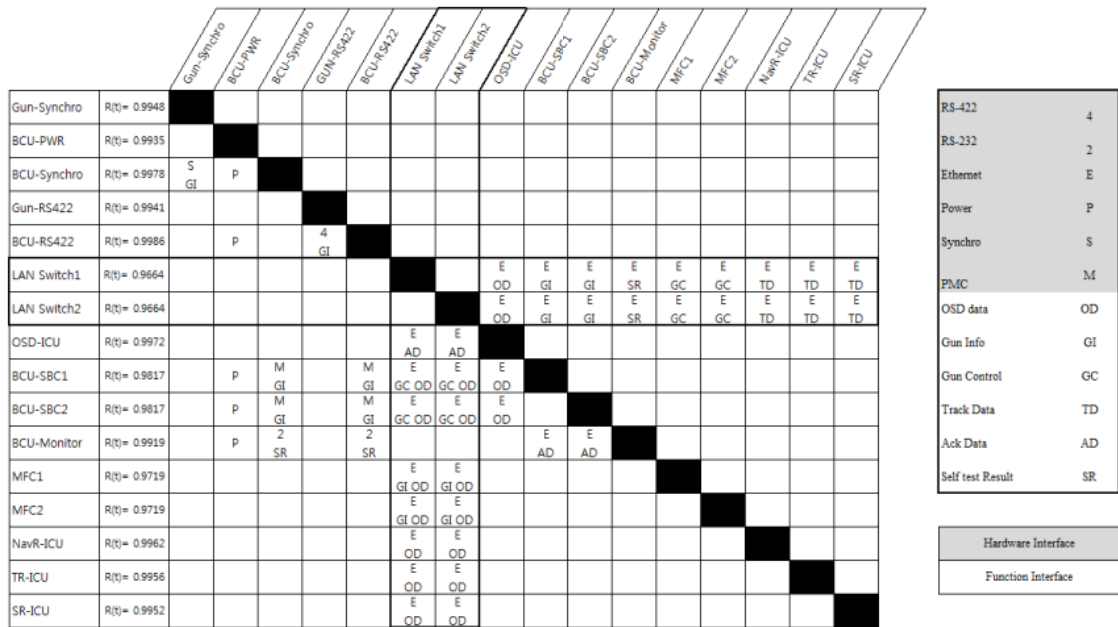 Gun-Synchro BCU-PWR BCU-Synchro GUN-RS422 BCU-RS422 LAN Switch1 LAN Switch2 OSD-ICU BCU-SBC1 BCU-SBC2 BCU-Monitor MFC1 MFC2 NavR-ICU TR-ICU SR-ICU
Gun-Synchro R(t)= 0.9948
BCU-PWR R(t)= 0.9935
BCU-Synchro R(t)= 0.9978 S P
GI
Gun-RS422 R(t)= 0.9941
BCU-RS422 R(t)= 0.9986 P 4
GI
LAN Switch1 R(t)= 0.9664 E E E E E E E E E
OD GI GI SR GC GC TD TD TD
LAN Switch2 R(t)= 0.9664 E E E E E E E E E
OD GI GI SR GC GC TD TD TD
OSD-ICU R(t)= 0.9972 E E
AD AD
BCU-SBC1 R(t)= 0.9817 P M M E E E
GI GI GC OD GC OD OD
BCU-SBC2 R(t)= 0.9817 P M M E E E
GI GI GC OD GC OD OD
BCU-Monitor R(t)= 0.9919 P 2 2 E E
SR SR AD AD
MFC1 R(t)= 0.9719 E E
GI OD GI OD
MFC2 R(t)= 0.9719 E E
GI OD GI OD
NavR-ICU R(t)= 0.9962 E E
OD OD
TR-ICU R(t)= 0.9956 E E
OD OD
SR-ICU R(t)= 0.9952 E E
OD OD
RS-422 4
RS-232 2
Ethernet E
Power P
Synchro S
PMC M
OSD data OD
Gun Info GI
Gun Control GC
Track Data TD
Ack Data AD
Self test Result SR
Hardware Interface
Function Interface